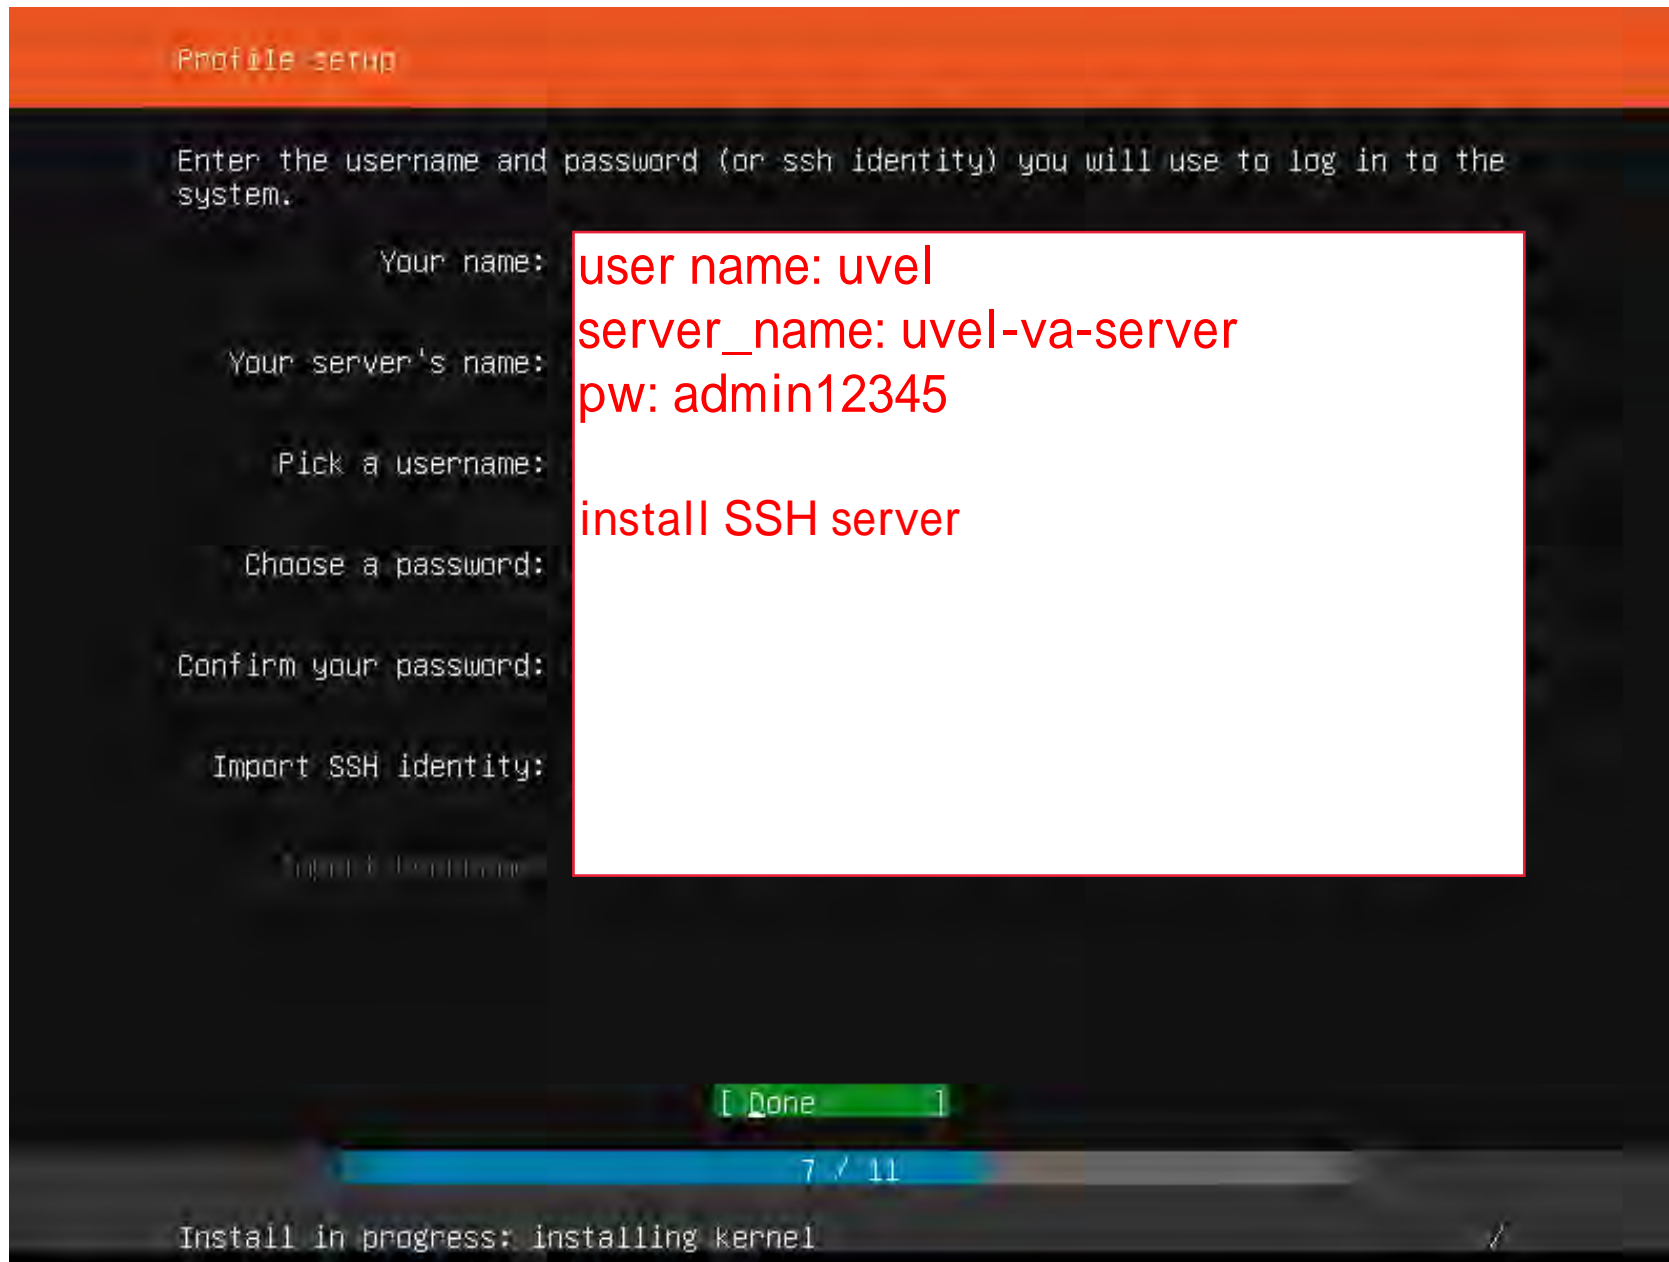 Profile setup
Enter the username and password (or ssh identity) you will use to log in to the
system.
Your name:
user name: uvel
server_name: uvel-va-server
Your server's name:
pw: admin12345
Pick a username:
install SSH server
Choose a password:
Confirm your password:
Import SSH identity:
[ Done ]
7 / 11
Install in progress: installing kernel /